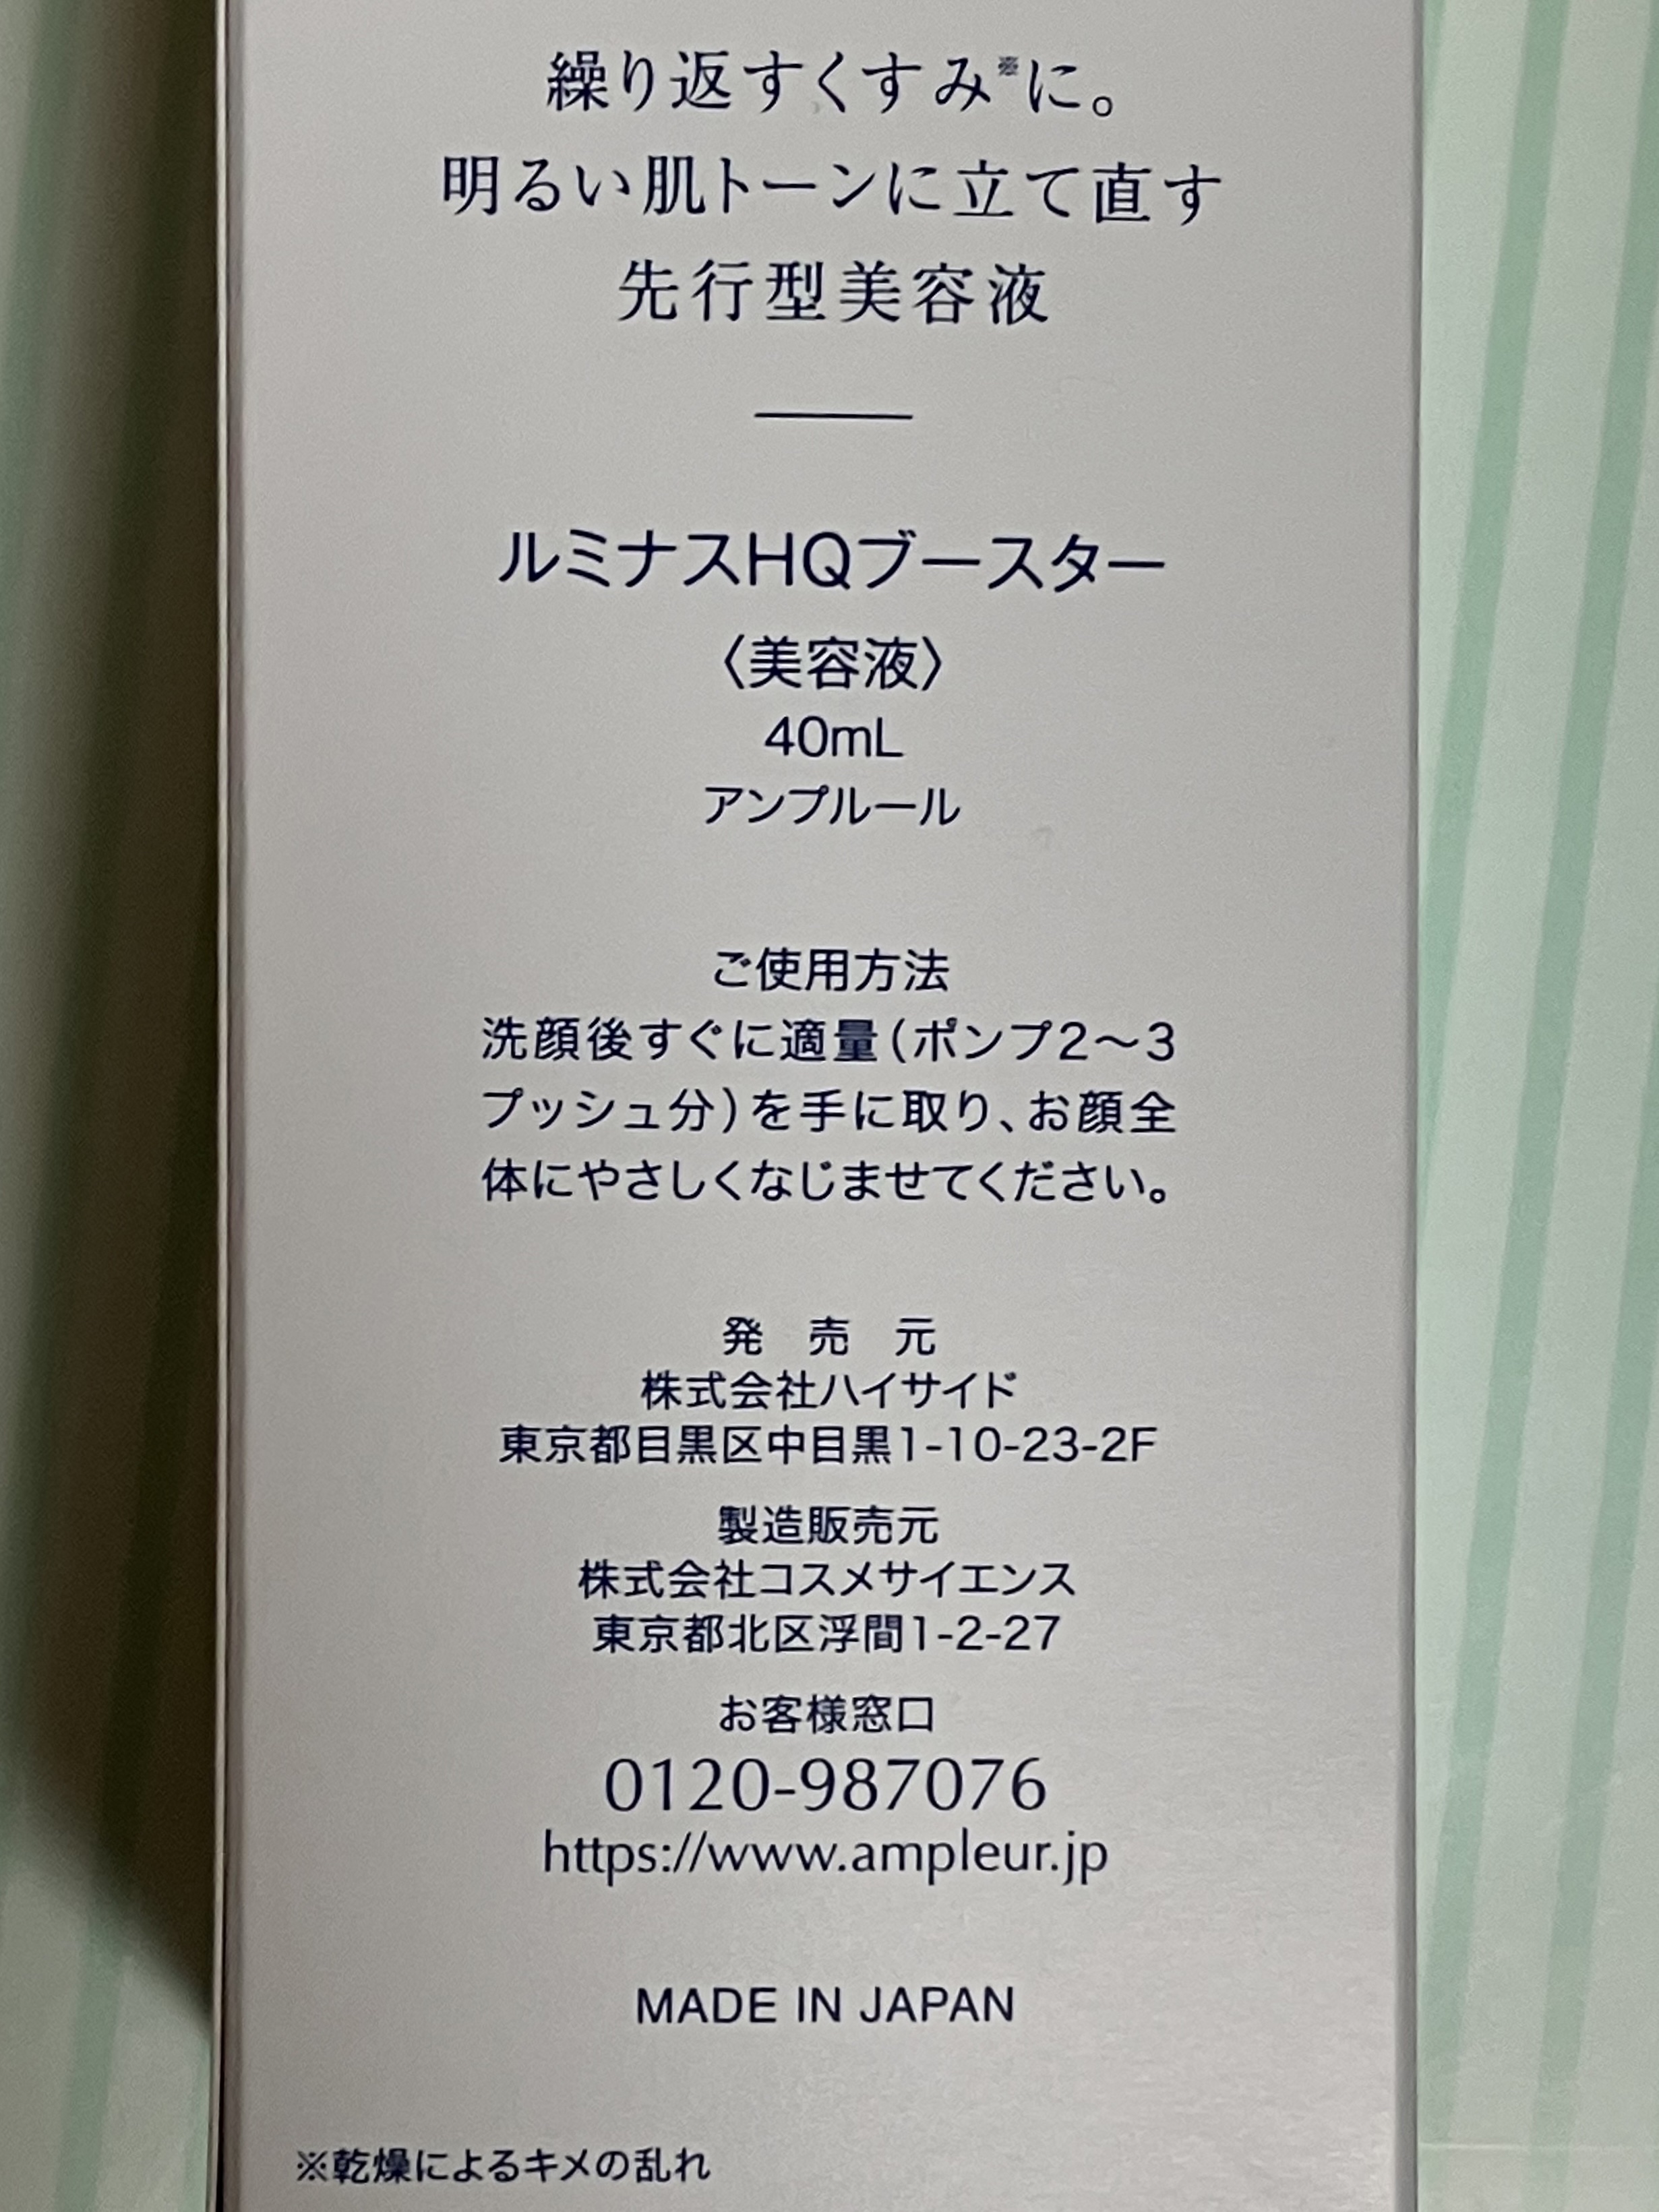 繰り返すくすみ※に。
明るい肌トーンに立て直す
先行型美容液
ルミナスHQブースター
〈美容液〉
40mL
アンプルール
ご使用方法
洗顔後すぐに適量(ポンプ2〜3
プッシュ分)を手に取り、お顔全
体にやさしくなじませてください。
発 売 元
株式会社ハイサイド
東京都目黒区中目黒1-10-23-2F
製造販売元
株式会社コスメサイエンス
東京都北区浮間1-2-27
お客様窓口
0120-987076
https://www.ampleur.jp
MADE IN JAPAN
※乾燥によるキメの乱れ